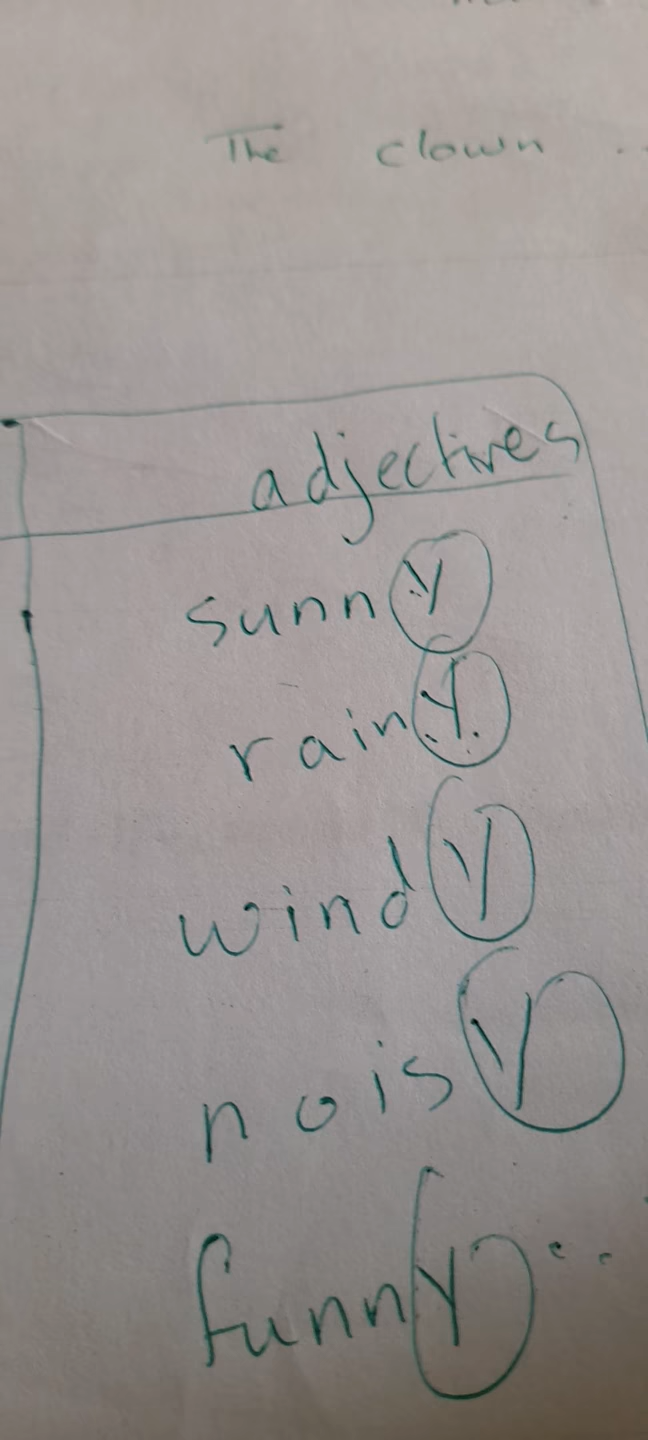 The clown ..
adjectives
sunny
rainy
windy
noisy
funny ...